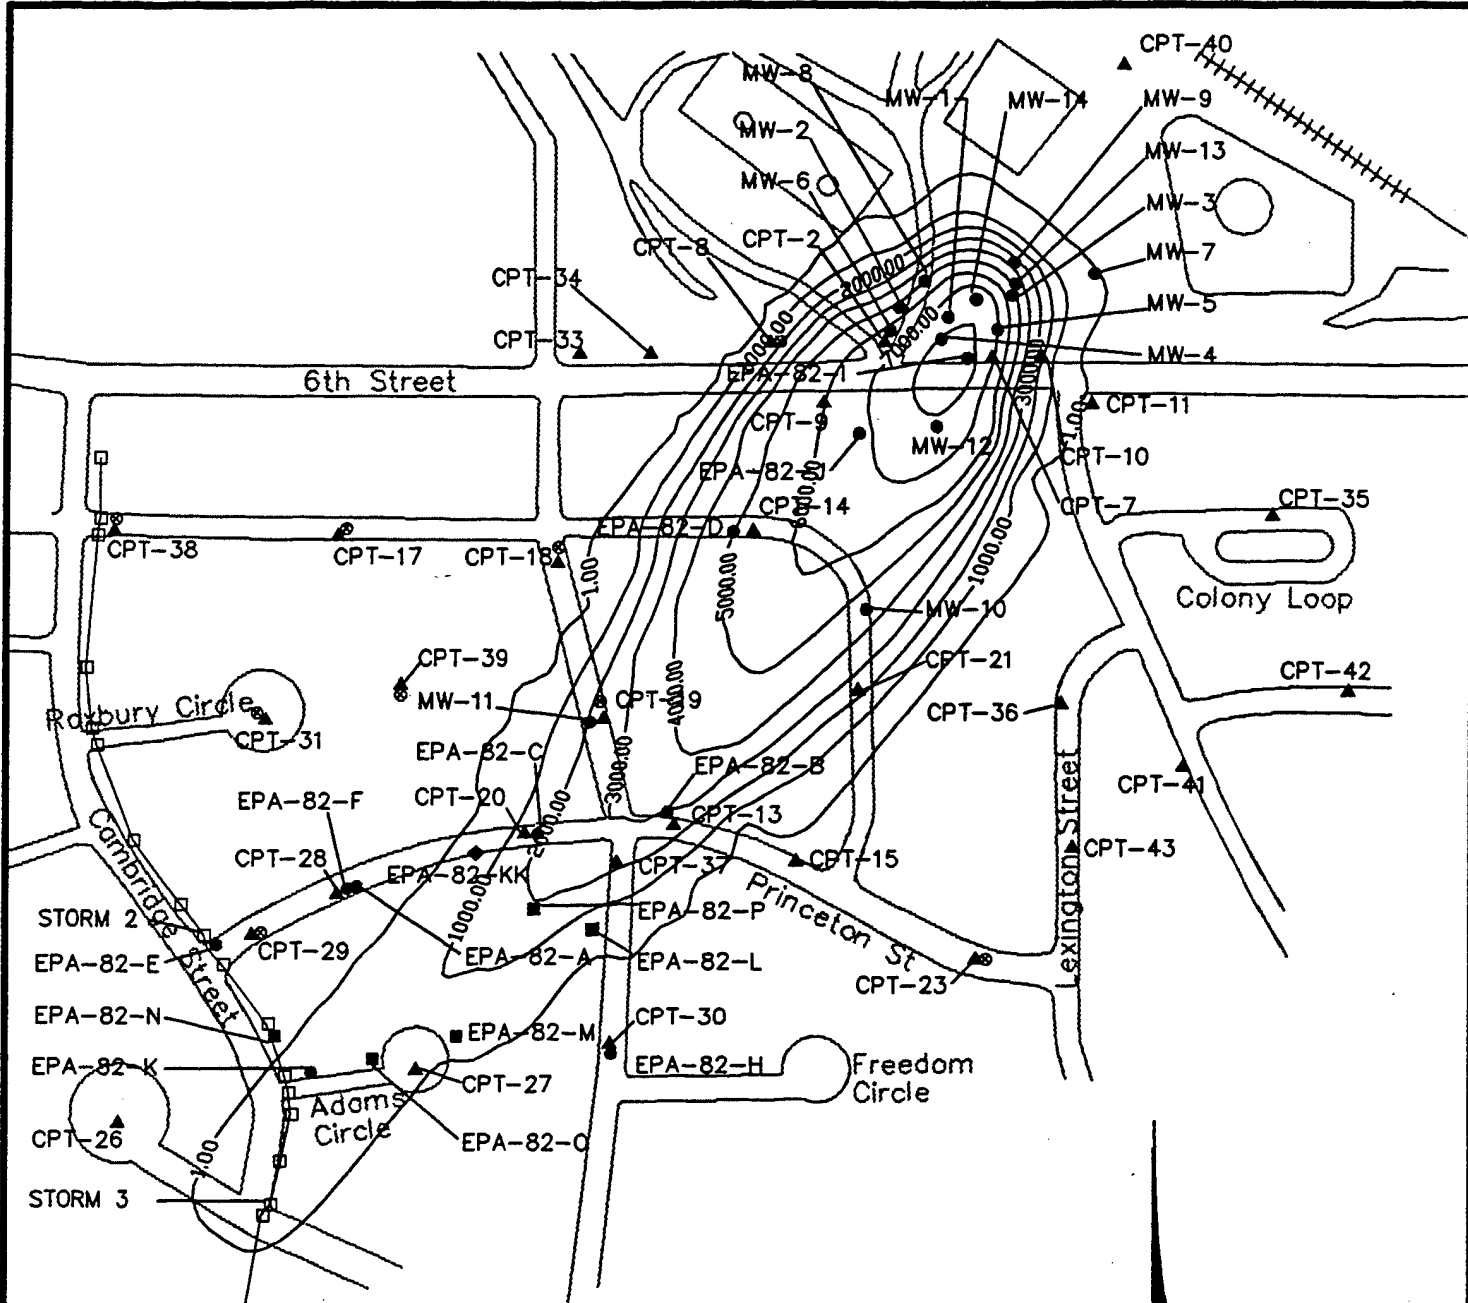 CPT-40
MW-8
MW-1
MW-14
MW-9
MW-2
MW-13
MW-6
MW-3
CPT-8
CPT-2
MW-7
2000.00
CPT-34
MW-5
7000.00
CPT-33
MW-4
EPA-82-I
3000.00
6th Street
1.00
CPT-11
CPT-9
MW-12
CPT-10
EPA-82-J
CPT-7
CPT-14
CPT-35
EPA-82-D
CPT-38
CPT-17
CPT-18
1000.00
1.00
5000.00
Colony Loop
MW-10
CPT-39
CPT-21
CPT-42
MW-11
CPT-19
4000.00
Roxbury Circle
CPT-36
CPT-31
EPA-82-C
3000.00
EPA-82-B
CPT-41
EPA-82-F
CPT-20
2000.00
CPT-13
Lexington Street
CPT-43
Cambridge Street
CPT-28
EPA-82-KK
CPT-37
CPT-15
Princeton St
1000.00
STORM 2
EPA-82-P
EPA-82-E
CPT-29
EPA-82-A
EPA-82-L
CPT-23
EPA-82-N
EPA-82-M
CPT-30
EPA-82-K
CPT-27
EPA-82-H
Freedom
Circle
Adams
Circle
CPT-26
1.00
EPA-82-O
STORM 3